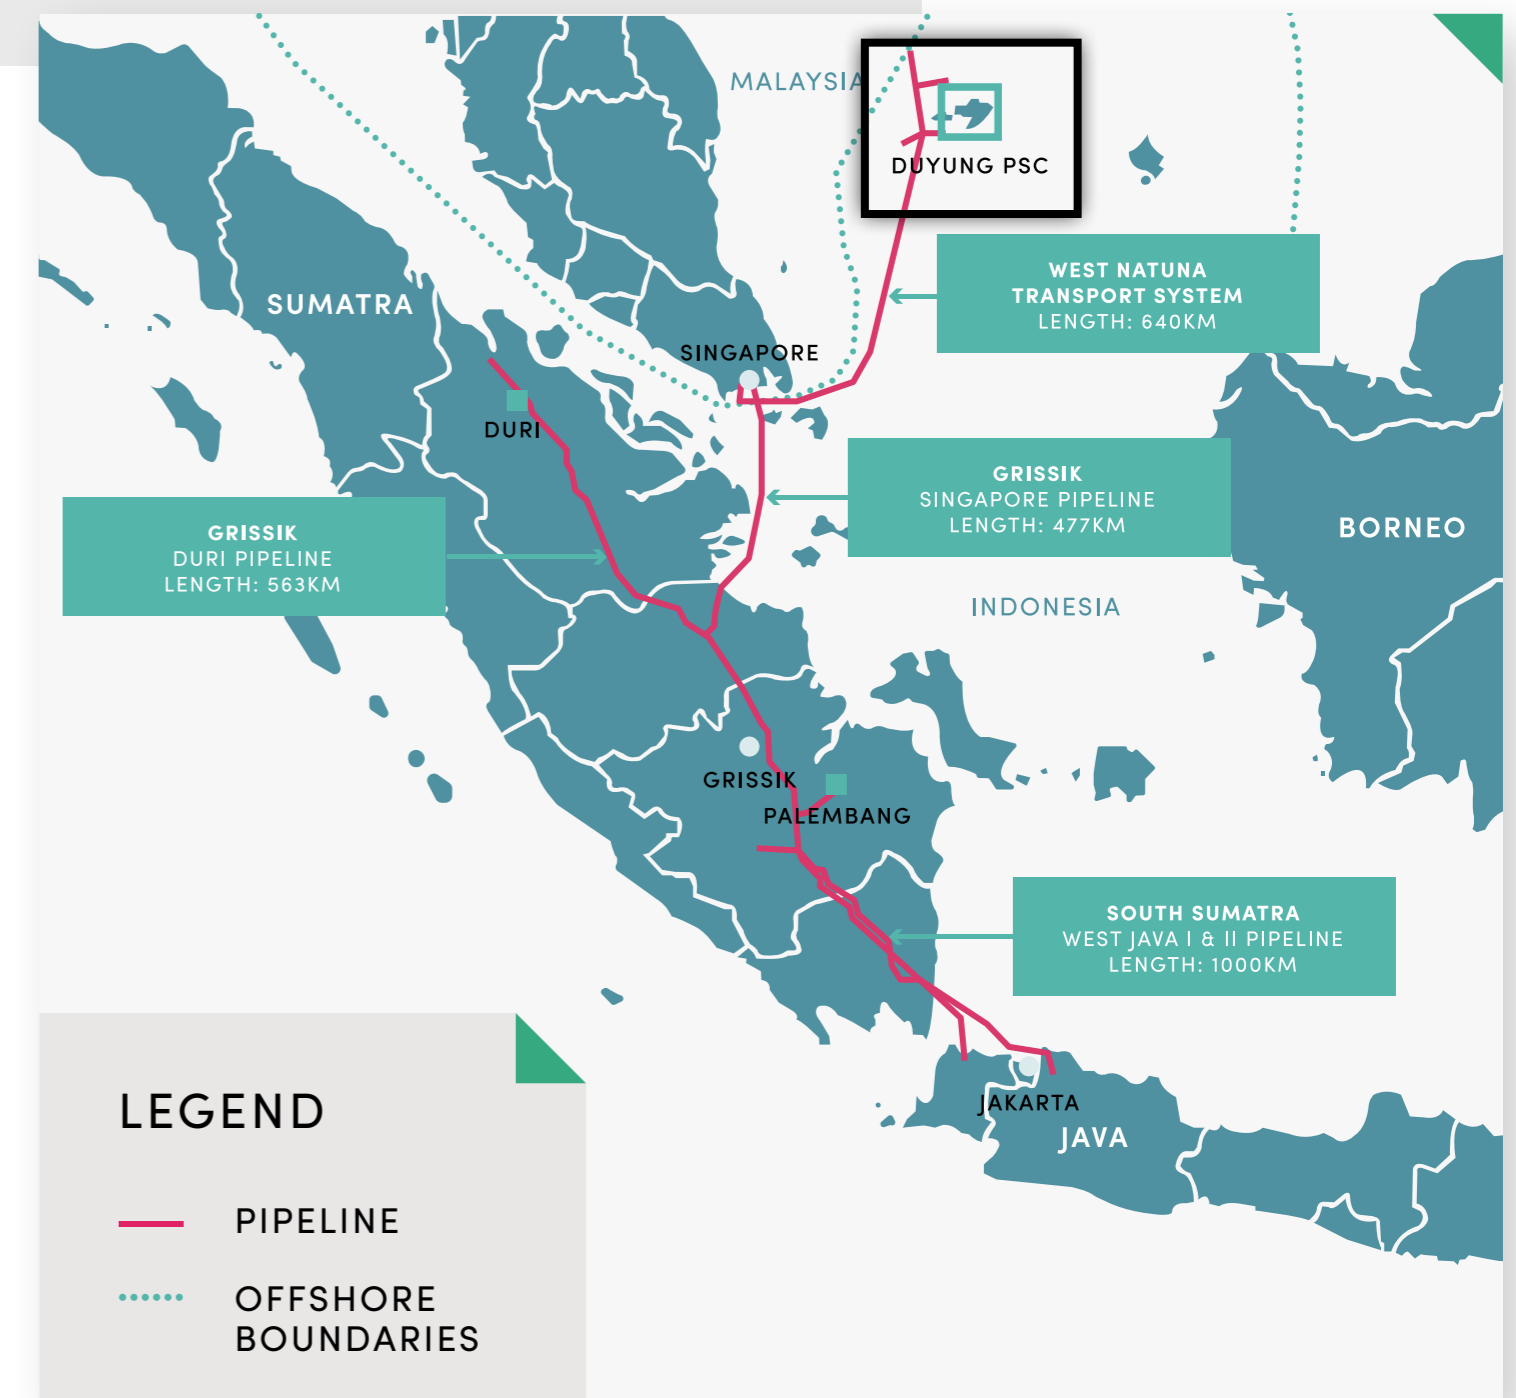 MALAYSIA
DUYUNG PSC
WEST NATUNA
TRANSPORT SYSTEM
LENGTH: 640KM
SUMATRA
SINGAPORE
DURI
GRISSIK
SINGAPORE PIPELINE
LENGTH: 477KM
BORNEO
GRISSIK
DURI PIPELINE
LENGTH: 563KM
INDONESIA
GRISSIK
PALEMBANG
SOUTH SUMATRA
WEST JAVA I & II PIPELINE
LENGTH: 1000KM
JAKARTA
JAVA
LEGEND
PIPELINE
OFFSHORE
BOUNDARIES